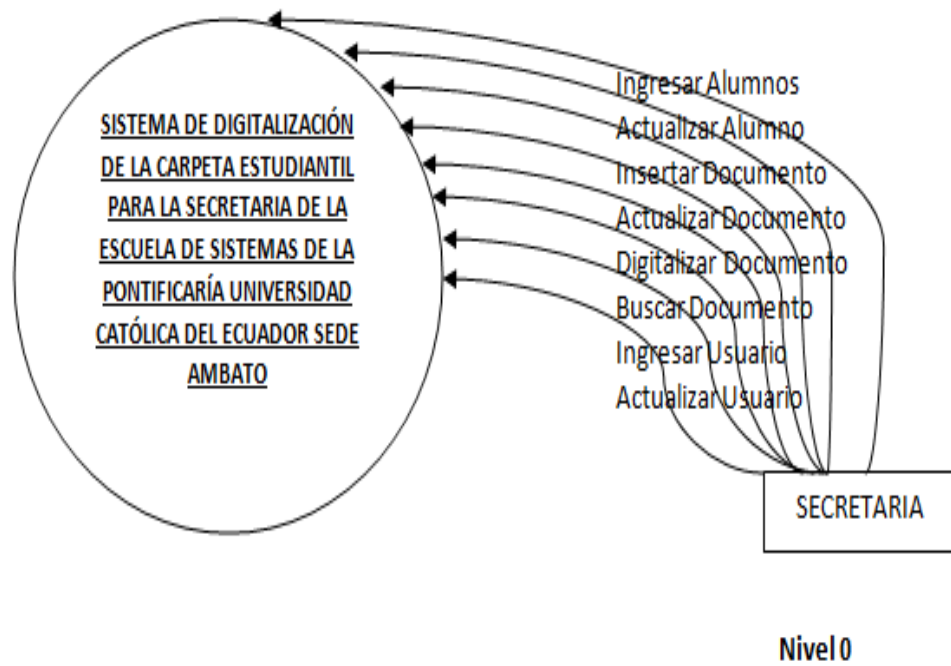 SISTEMA DE DIGITALIZACIÓN
DE LA CARPETA ESTUDIANTIL
PARA LA SECRETARIA DE LA
ESCUELA DE SISTEMAS DE LA
PONTIFICARÍA UNIVERSIDAD
CATÓLICA DEL ECUADOR SEDE
AMBATO
Ingresar Alumnos
Actualizar Alumno
Insertar Documento
Actualizar Documento
Digitalizar Documento
Buscar Documento
Ingresar Usuario
Actualizar Usuario
SECRETARIA
Nivel 0